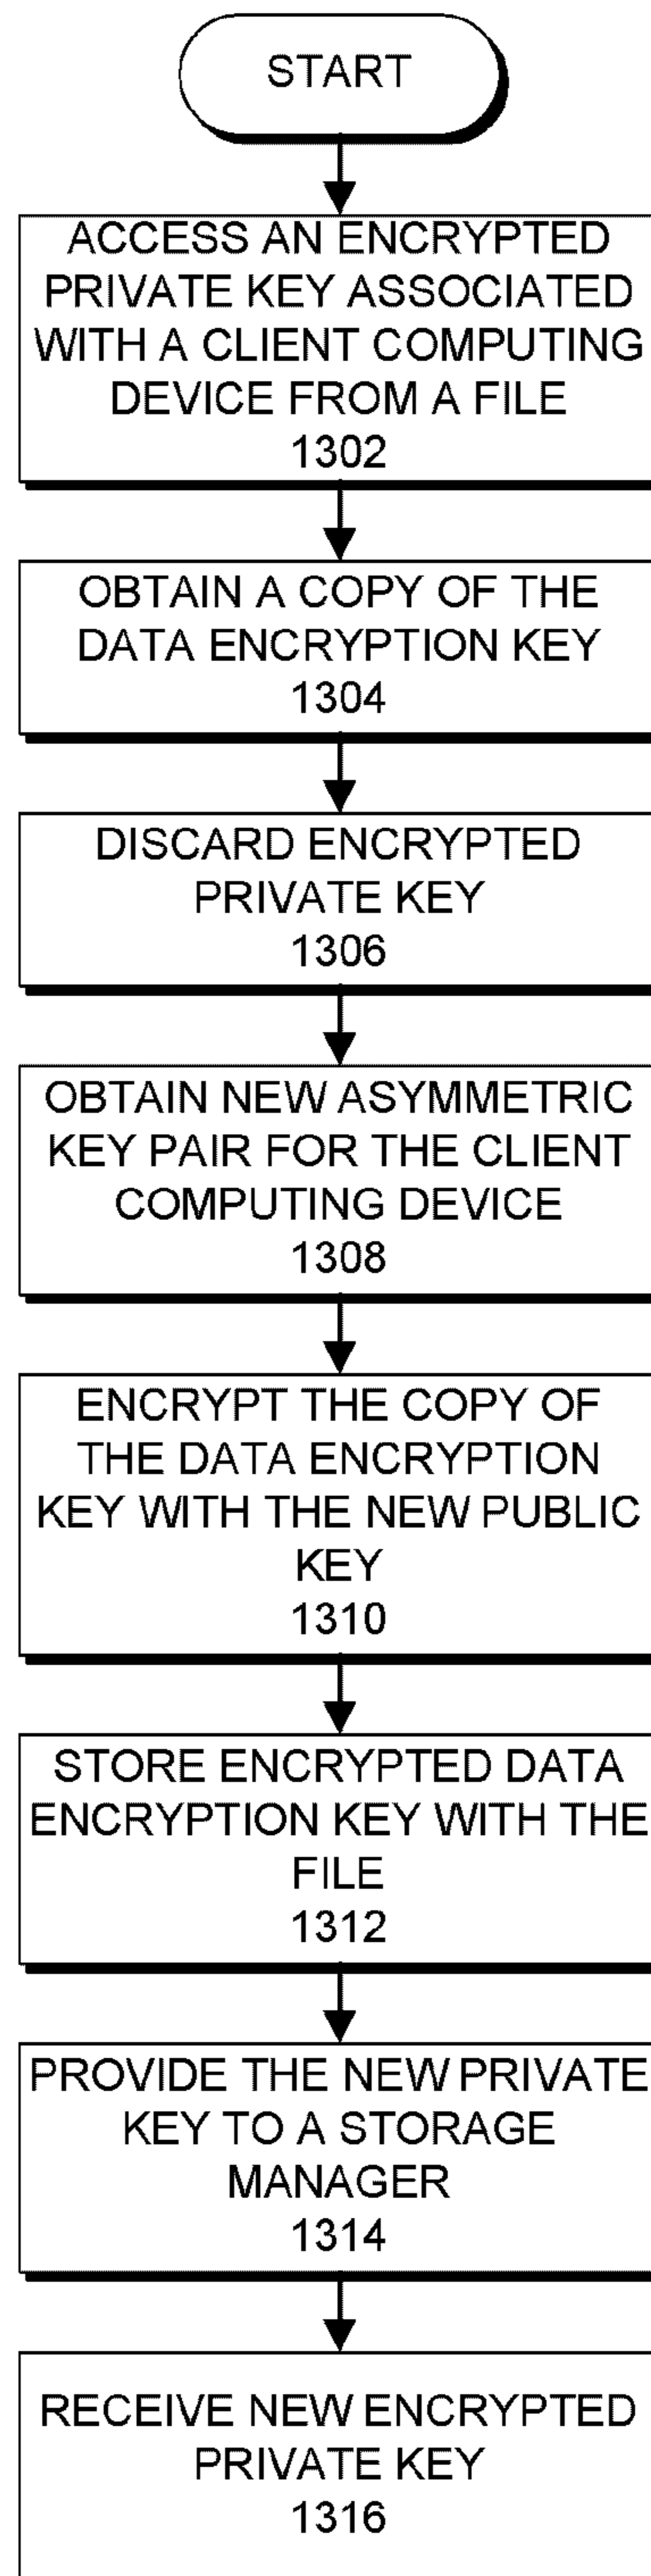 START
ACCESS AN ENCRYPTED
PRIVATE KEY ASSOCIATED
WITH A CLIENT COMPUTING
DEVICE FROM A FILE
1302
OBTAIN A COPY OF THE
DATA ENCRYPTION KEY
1304
DISCARD ENCRYPTED
PRIVATE KEY
1306
OBTAIN NEW ASYMMETRIC
KEY PAIR FOR THE CLIENT
COMPUTING DEVICE
1308
ENCRYPT THE COPY OF
THE DATA ENCRYPTION
KEY WITH THE NEW PUBLIC
KEY
1310
STORE ENCRYPTED DATA
ENCRYPTION KEY WITH THE
FILE
1312
PROVIDE THE NEW PRIVATE
KEY TO A STORAGE
MANAGER
1314
RECEIVE NEW ENCRYPTED
PRIVATE KEY
1316